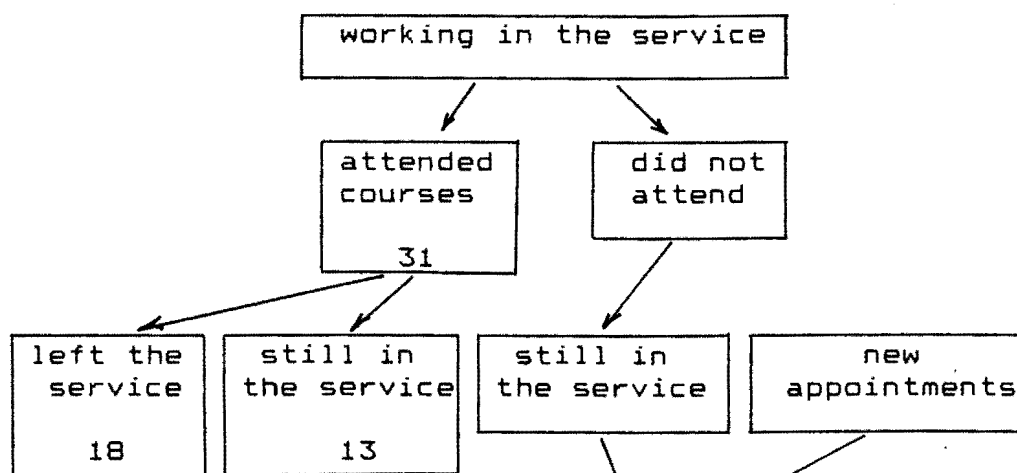 working in the service
attended
courses
31
did not
attend
left the
service
18
still in
the service
13
still in
the service
new
appointments